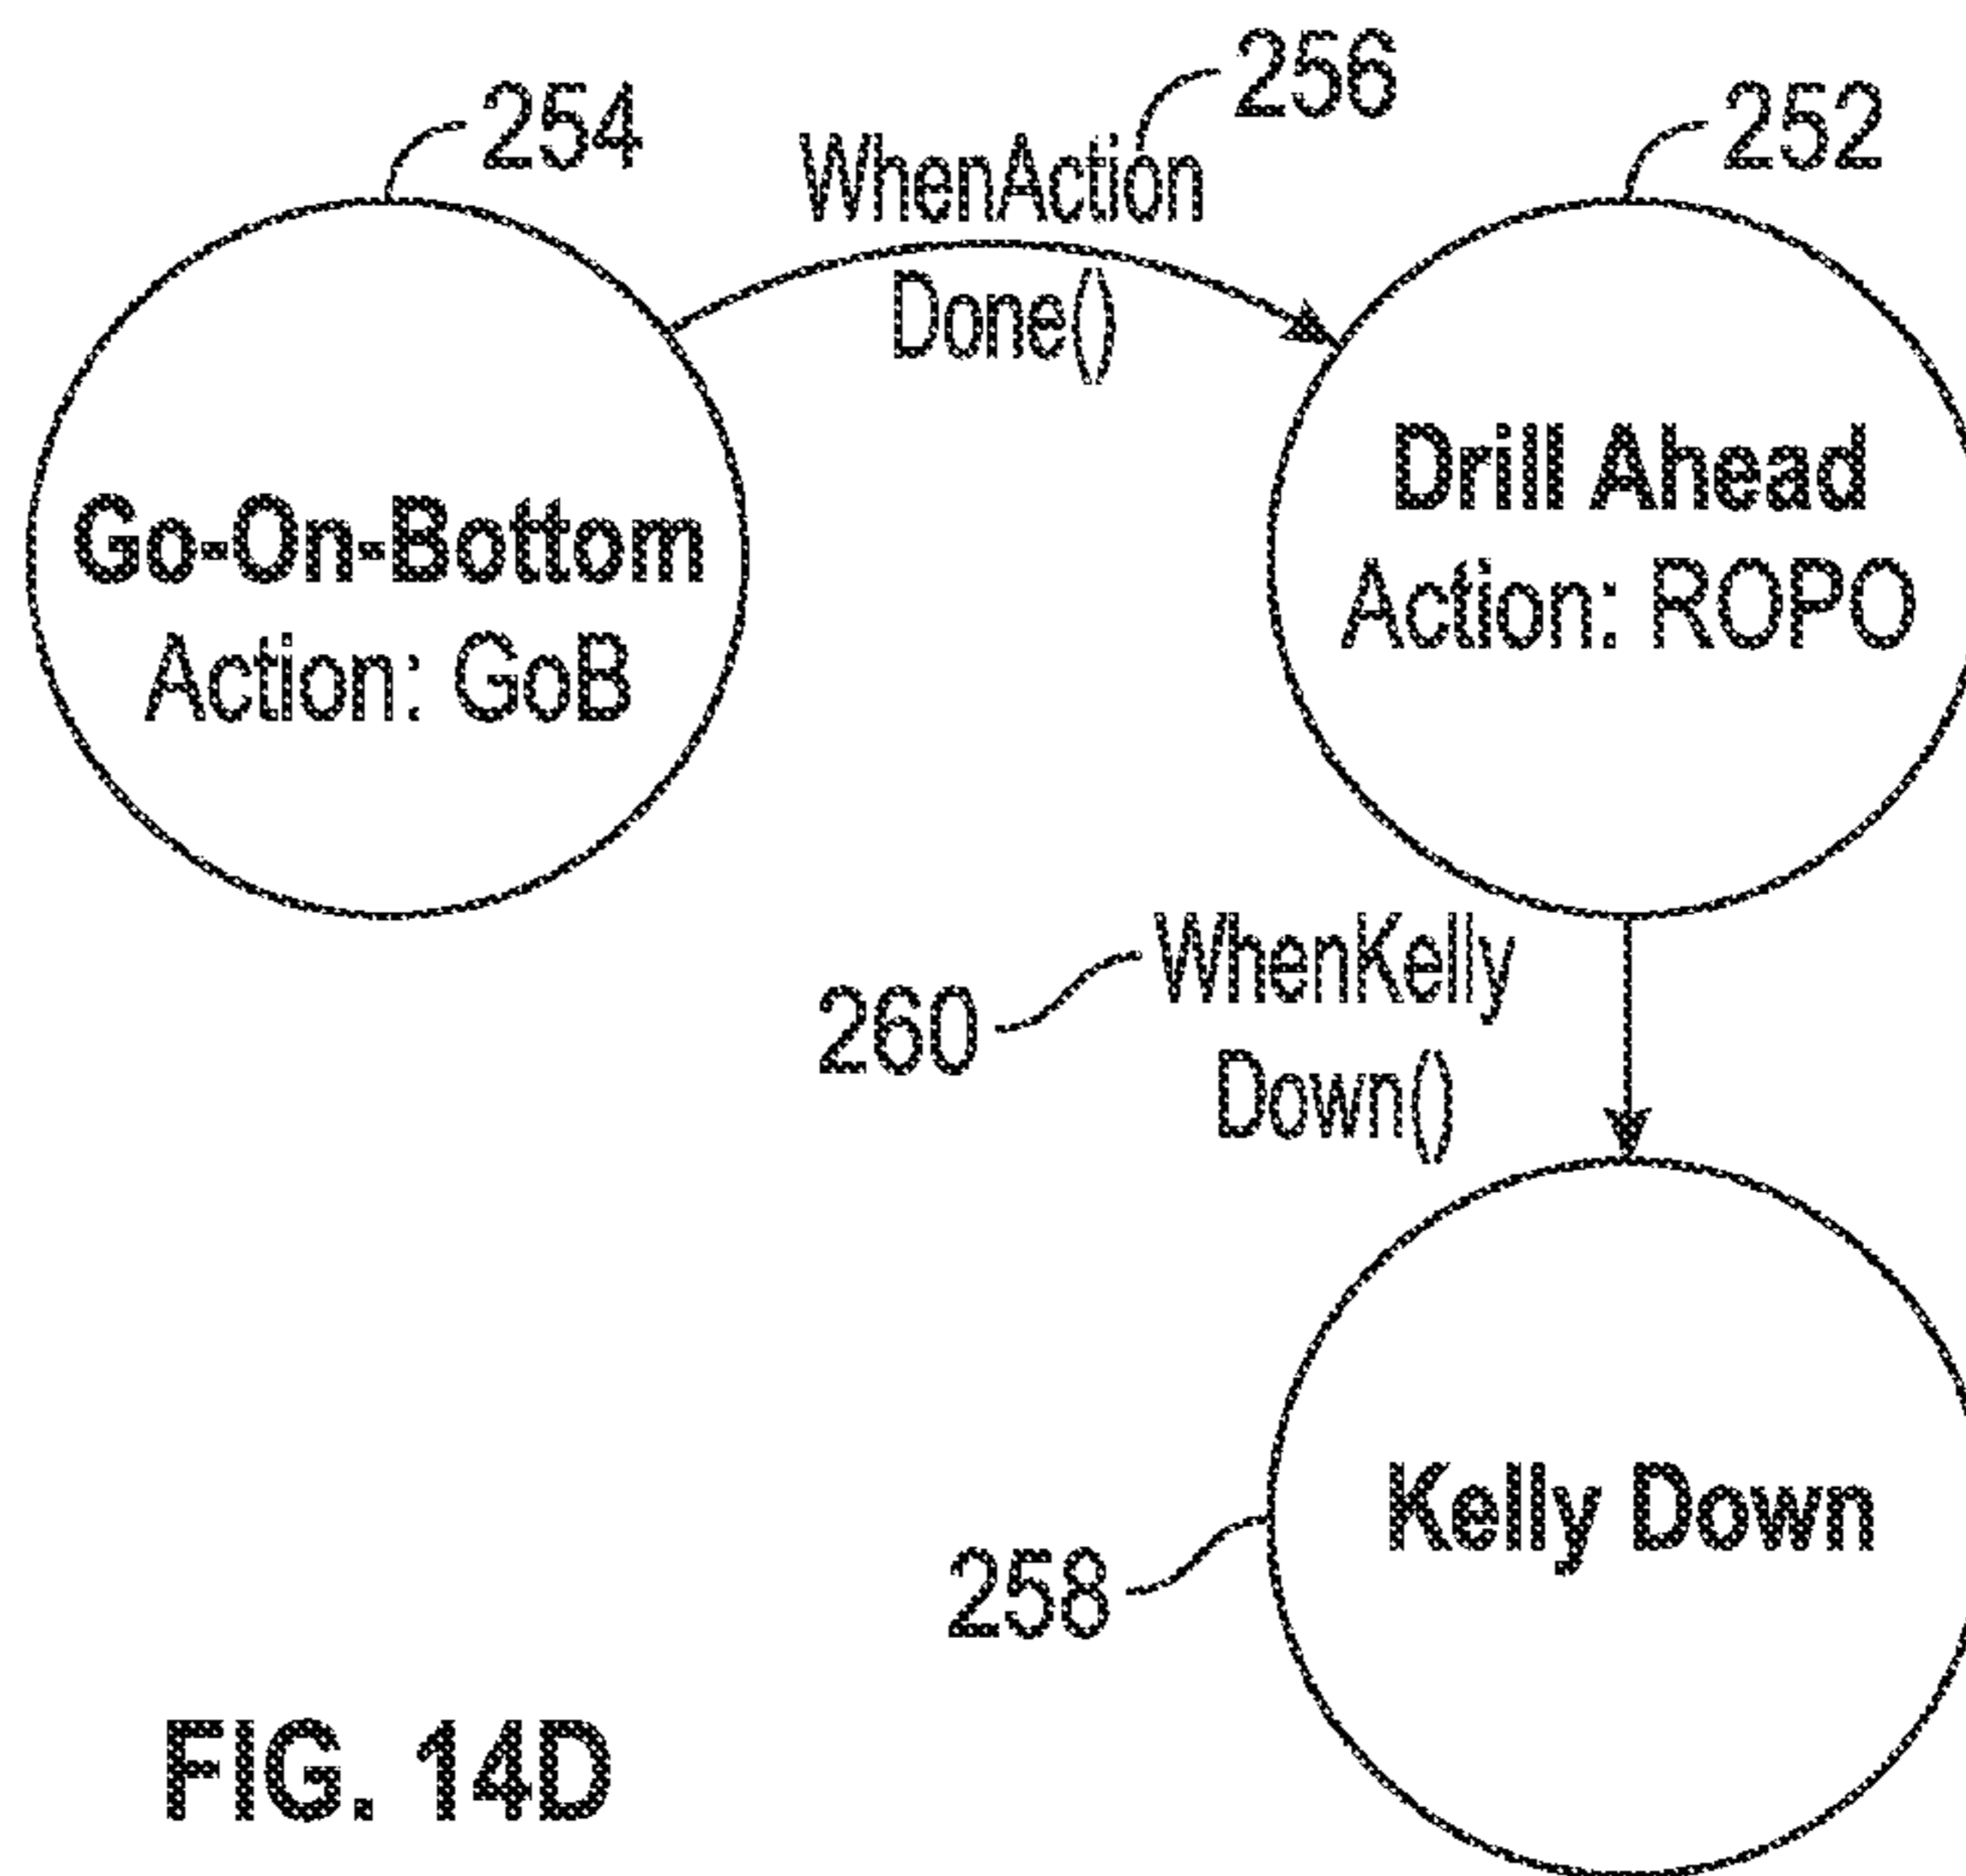 254
256
252
WhenAction
Done()
Go-On-Bottom
Action: GoB
Drill Ahead
Action: ROPO
260
WhenKelly
Down()
258
Kelly Down
FIG. 14D